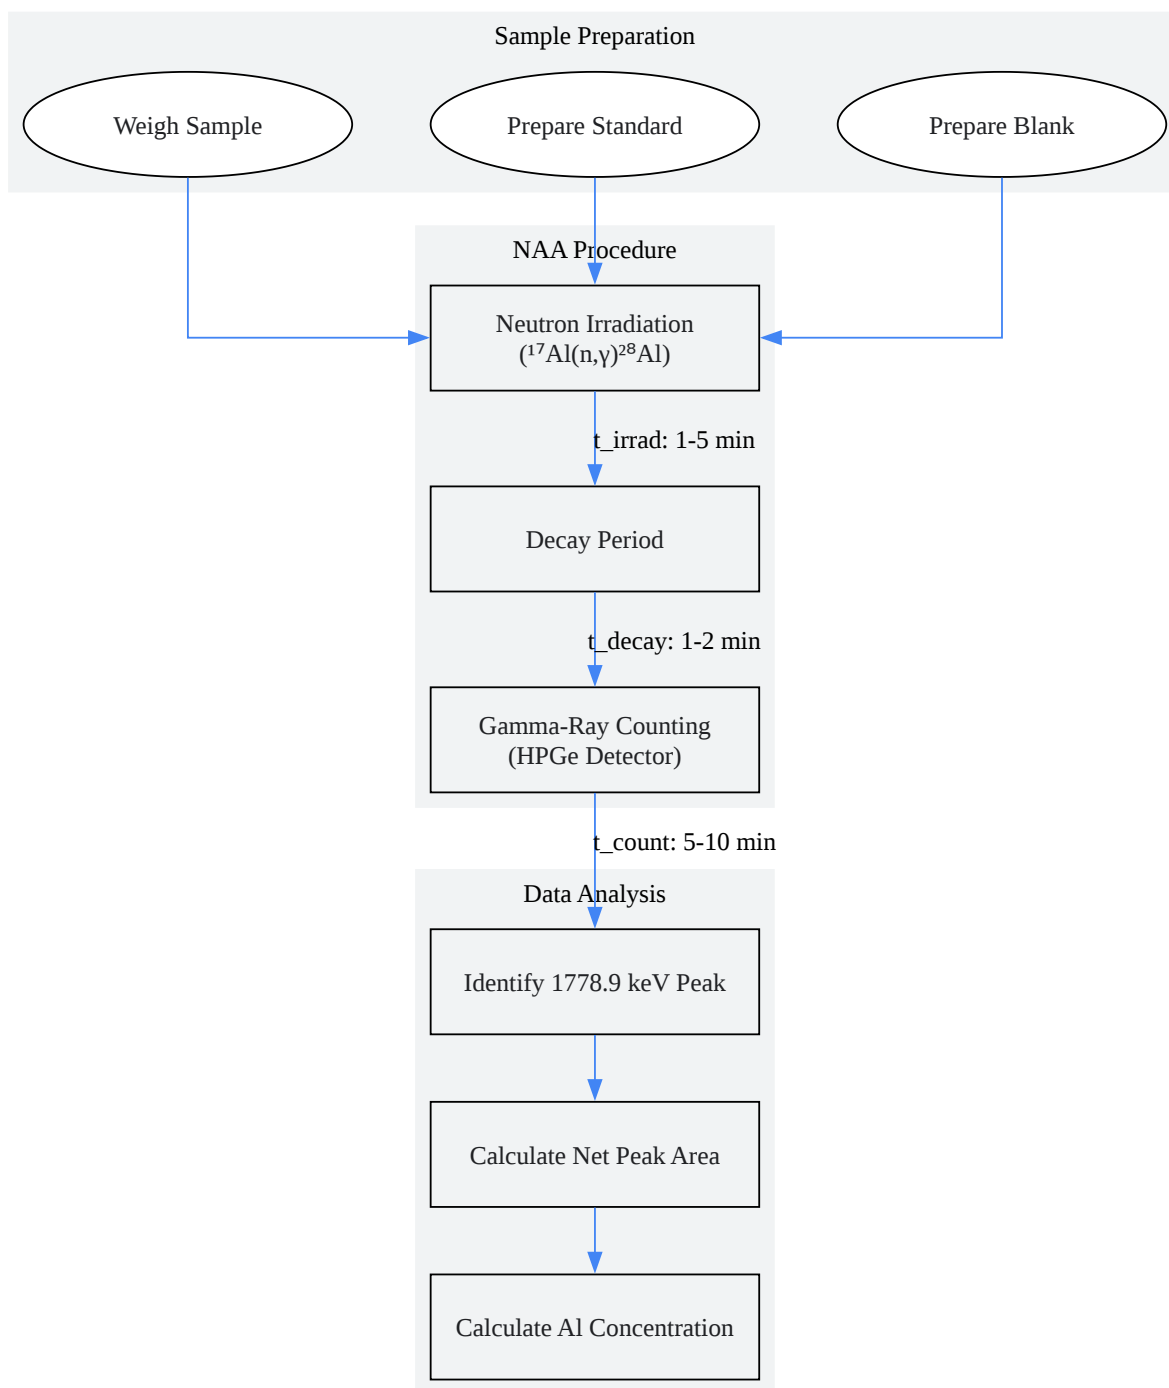 Sample Preparation
Weigh Sample
Prepare Standard
Prepare Blank
NAA Procedure
Neutron Irradiation
(¹⁷Al(n,γ)²⁸Al)
t_irrad: 1-5 min
Decay Period
t_decay: 1-2 min
Gamma-Ray Counting
(HPGe Detector)
t_count: 5-10 min
Data Analysis
Identify 1778.9 keV Peak
Calculate Net Peak Area
Calculate Al Concentration